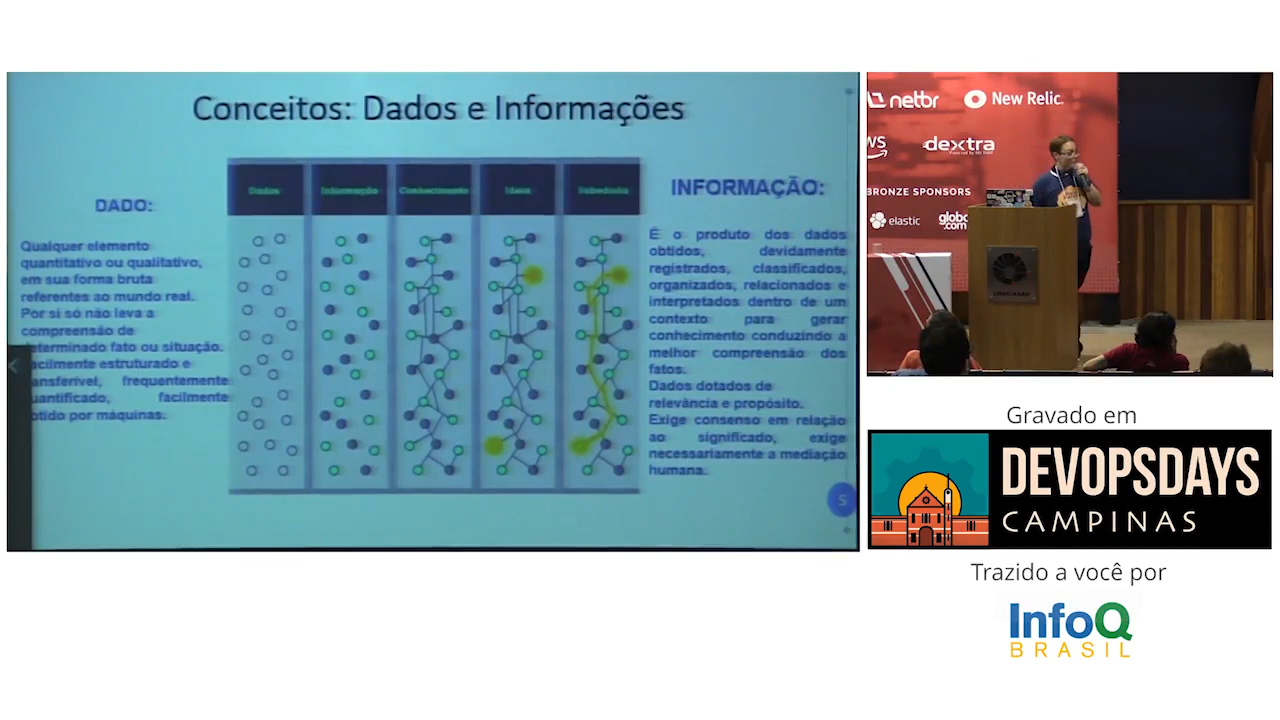 Conceitos: Dados e Informações
DADO:
Qualquer elemento
quantitativo ou qualitativo,
em sua forma bruta
referentes ao mundo real.
Por si só não leva a
compreensão de
determinado fato ou situação.
Facilmente estruturado e
transferível, frequentemente
quantificado, facilmente
obtido por máquinas.
Dados
Informação
Conhecimento
Ideia
Sabedoria
INFORMAÇÃO:
É o produto dos dados
obtidos, devidamente
registrados, classificados,
organizados, relacionados e
interpretados dentro de um
contexto para gerar
conhecimento conduzindo a
melhor compreensão dos
fatos.
Dados dotados de
relevância e propósito.
Exige consenso em relação
ao significado, exige
necessariamente a mediação
humana.
5
netbr
New Relic.
WS
dextra
BRONZE SPONSORS
elastic
globo
.com
Gravado em
DEVOPSDAYS
CAMPINAS
Trazido a você por
InfoQ
BRASIL